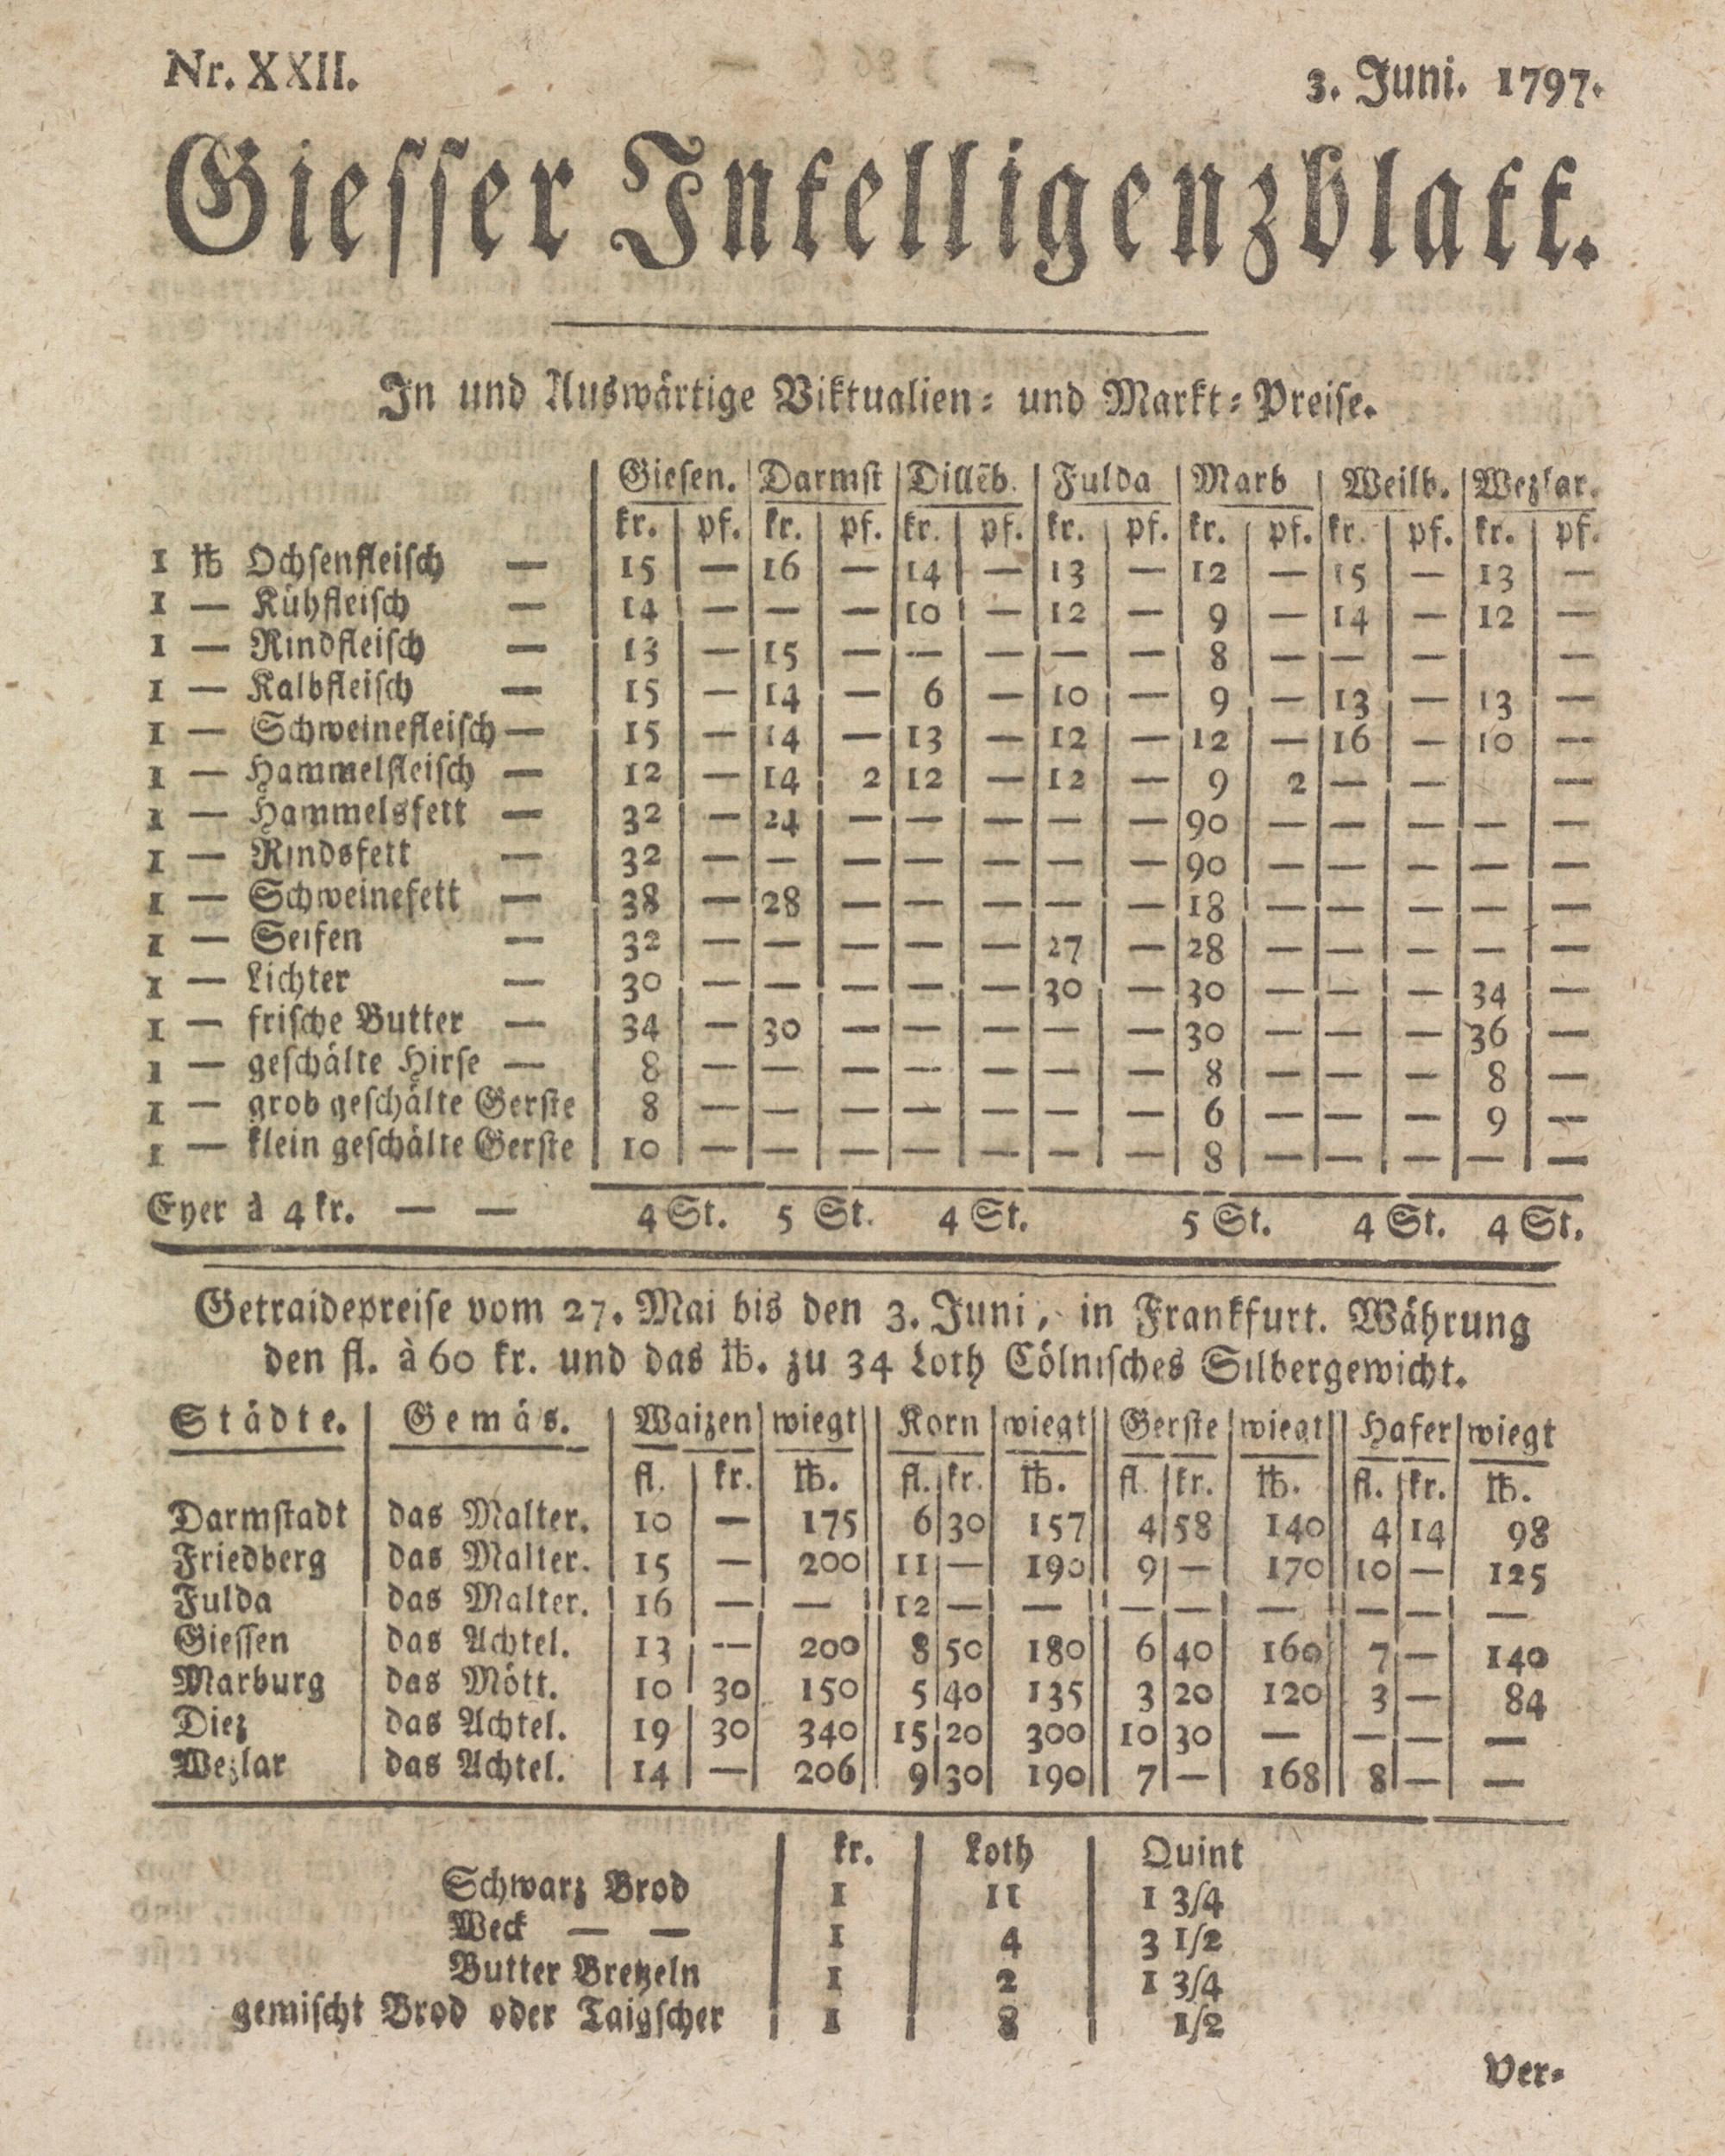 Nr. XXII. 3. Juni. 1797.
Giesser Intelligenzblatt.
In und Auswärtige Viktualien- und Markt-Preise.
Giesen. | Darmst | Dillēb. | Fulda | Marb | Weilb. | Wezlar.
kr. | pf. | kr. | pf. | kr. | pf. | kr. | pf. | kr. | pf. | kr. | pf. | kr. | pf.
1 ℔ Ochsenfleisch — | 15 | — | 16 | — | 14 | — | 13 | — | 12 | — | 15 | — | 13 | —
1 — Kühfleisch — | 14 | — | — | — | 10 | — | 12 | — | 9 | — | 14 | — | 12 | —
1 — Rindfleisch — | 13 | — | 15 | — | — | — | — | — | 8 | — | — | — | | —
1 — Kalbfleisch — | 15 | — | 14 | — | 6 | — | 10 | — | 9 | — | 13 | — | 13 | —
1 — Schweinefleisch — | 15 | — | 14 | — | 13 | — | 12 | — | 12 | — | 16 | — | 10 | —
1 — Hammelfleisch — | 12 | — | 14 | 2 | 12 | — | 12 | — | 9 | 2 | — | — | | —
1 — Hammelsfett — | 32 | — | 24 | — | — | — | — | — | 90 | — | — | — | — | —
1 — Rindsfett — | 32 | — | — | — | — | — | — | — | 90 | — | — | — | — | —
1 — Schweinefett — | 38 | — | 28 | — | — | — | — | — | 18 | — | — | — | — | —
1 — Seifen — | 32 | — | — | — | — | — | 27 | — | 28 | — | — | — | — | —
1 — Lichter — | 30 | — | — | — | — | — | 30 | — | 30 | — | — | — | 34 | —
1 — frische Butter — | 34 | — | 30 | — | — | — | — | — | 30 | — | — | — | 36 | —
1 — geschälte Hirse — | 8 | — | — | — | — | — | — | — | 8 | — | — | — | 8 | —
1 — grob geschälte Gerste | 8 | — | — | — | — | — | — | — | 6 | — | — | — | 9 | —
1 — klein geschälte Gerste | 10 | — | — | — | — | — | — | — | 8 | — | — | — | — | —
Eyer à 4 kr. — — 4 St. 5 St. 4 St. 5 St. 4 St. 4 St.
Getraidepreise vom 27. Mai bis den 3. Juni, in Frankfurt. Währung
den fl. à 60 kr. und das ℔. zu 34 Loth Cölnisches Silbergewicht.
Städte. | Gemäs. | Waizen | wiegt || Korn | wiegt || Gerste | wiegt || Hafer | wiegt
fl. | kr. | ℔. || fl. | kr. | ℔. || fl. | kr. | ℔. || fl. | kr. | ℔.
Darmstadt | das Malter. | 10 | — | 175 || 6 | 30 | 157 || 4 | 58 | 140 || 4 | 14 | 98
Friedberg | das Malter. | 15 | — | 200 || 11 | — | 190 || 9 | — | 170 || 10 | — | 125
Fulda | das Malter. | 16 | — | — || 12 | — | — || — | — | — || — | — | —
Giessen | das Achtel. | 13 | — | 200 || 8 | 50 | 180 || 6 | 40 | 160 || 7 | — | 140
Marburg | das Mött. | 10 | 30 | 150 || 5 | 40 | 135 || 3 | 20 | 120 || 3 | — | 84
Diez | das Achtel. | 19 | 30 | 340 || 15 | 20 | 300 || 10 | 30 | — || — | — | —
Wezlar | das Achtel. | 14 | — | 206 || 9 | 30 | 190 || 7 | — | 168 || 8 | — | —
| kr. | Loth | Quint
Schwarz Brod | 1 | 11 | 1 3/4
Weck — — | 1 | 4 | 3 1/2
Butter Bretzeln | 1 | 2 | 1 3/4
gemischt Brod oder Taigscher | 1 | 8 | 1/2
Ver-